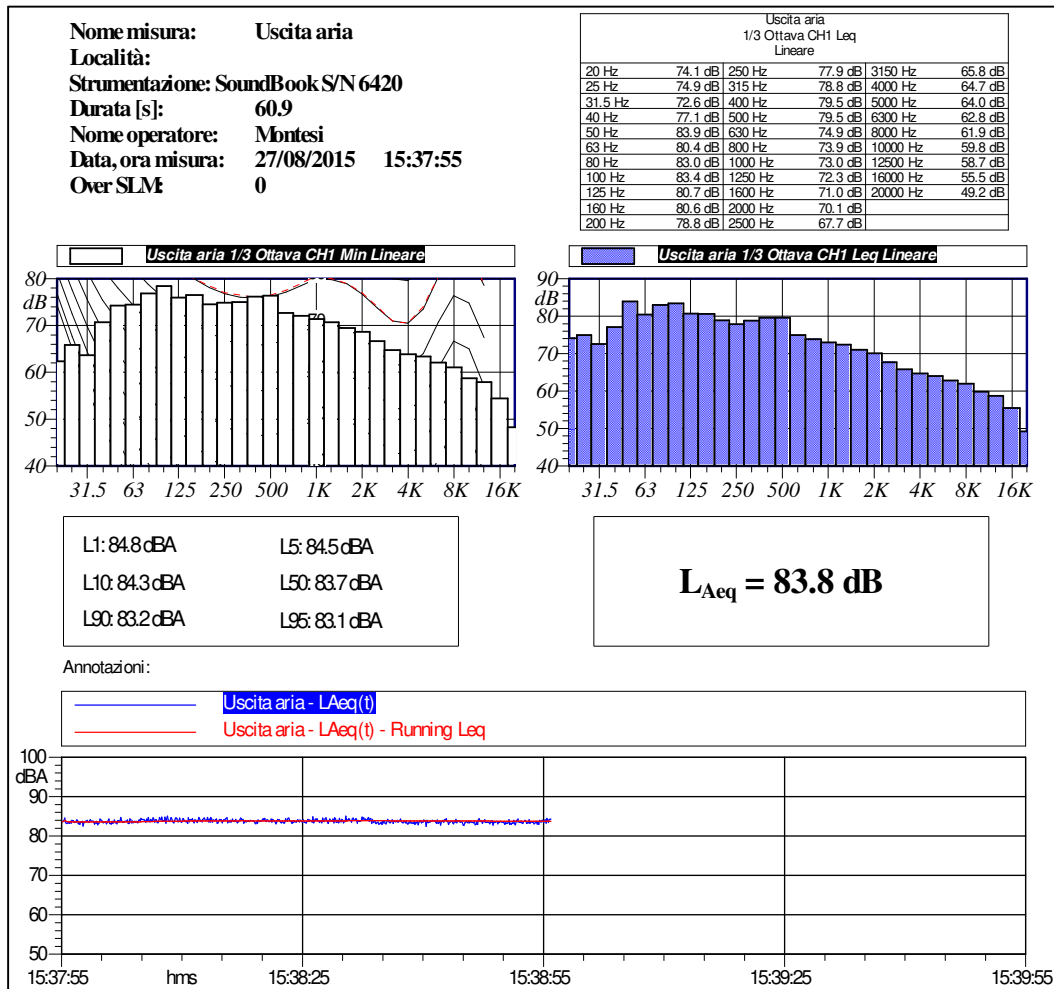 Nome misura: Uscita aria
Località:
Strumentazione: SoundBook S/N 6420
Durata [s]: 60.9
Nome operatore: Montesi
Data, ora misura: 27/08/2015 15:37:55
Over SLM: 0
Uscita aria
1/3 Ottava CH1 Leq
Lineare
20 Hz 74.1 dB 250 Hz 77.9 dB 3150 Hz 65.8 dB
25 Hz 74.9 dB 315 Hz 78.8 dB 4000 Hz 64.7 dB
31.5 Hz 72.6 dB 400 Hz 79.5 dB 5000 Hz 64.0 dB
40 Hz 77.1 dB 500 Hz 79.5 dB 6300 Hz 62.8 dB
50 Hz 83.9 dB 630 Hz 74.9 dB 8000 Hz 61.9 dB
63 Hz 80.4 dB 800 Hz 73.9 dB 10000 Hz 59.8 dB
80 Hz 83.0 dB 1000 Hz 73.0 dB 12500 Hz 58.7 dB
100 Hz 83.4 dB 1250 Hz 72.3 dB 16000 Hz 55.5 dB
125 Hz 80.7 dB 1600 Hz 71.0 dB 20000 Hz 49.2 dB
160 Hz 80.6 dB 2000 Hz 70.1 dB
200 Hz 78.8 dB 2500 Hz 67.7 dB
Uscita aria 1/3 Ottava CH1 Min Lineare
80
dB
70
60
50
40
31.5 63 125 250 500 1K 2K 4K 8K 16K
Uscita aria 1/3 Ottava CH1 Leq Lineare
90
dB
80
70
60
50
40
31.5 63 125 250 500 1K 2K 4K 8K 16K
L1: 84.8 dBA L5: 84.5 dBA
L10: 84.3 dBA L50: 83.7 dBA
L90: 83.2 dBA L95: 83.1 dBA
LAeq = 83.8 dB
Annotazioni:
Uscita aria - LAeq(t)
Uscita aria - LAeq(t) - Running Leq
100
dBA
90
80
70
60
50
15:37:55 hms 15:38:25 15:38:55 15:39:25 15:39:55